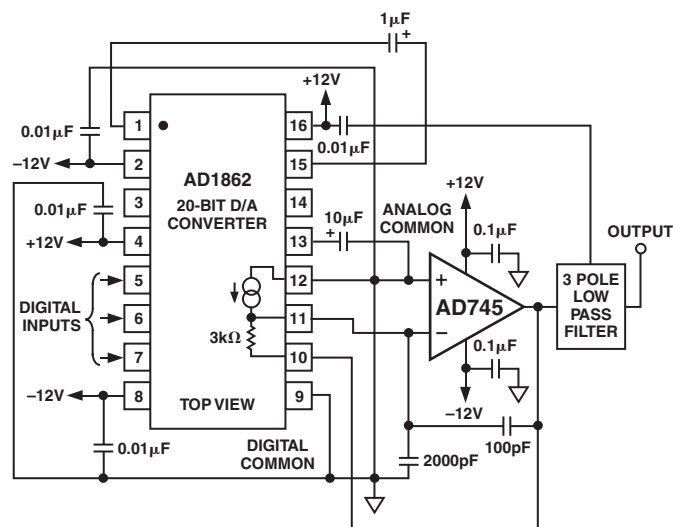 1μF
+
+12V
0.01μF
0.01μF
–12V
1
2
3
4
5
6
7
8
16
15
14
13
12
11
10
9
AD1862
20-BIT D/A
CONVERTER
0.01μF
+12V
DIGITAL
INPUTS
–12V
0.01μF
3kΩ
TOP VIEW
DIGITAL
COMMON
10μF
+
ANALOG
COMMON
+12V
0.1μF
+
–
AD745
0.1μF
–12V
100pF
2000pF
3 POLE
LOW
PASS
FILTER
OUTPUT